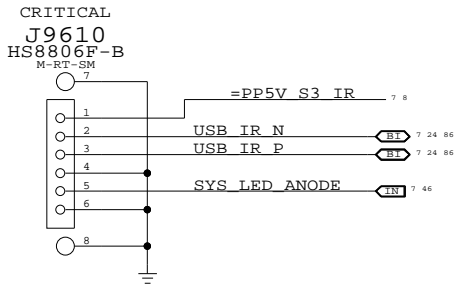 CRITICAL
J9610
HS8806F-B
M-RT-SM
7
1 =PP5V_S3_IR 7 8
2 USB_IR_N BI 7 24 86
3 USB_IR_P BI 7 24 86
4
5 SYS_LED_ANODE IN 7 46
6
8